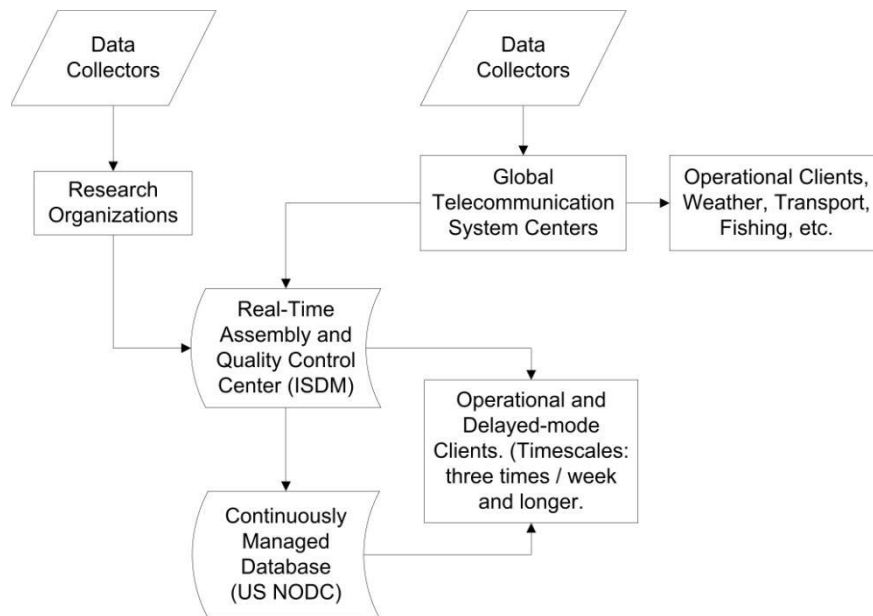 Data
Collectors
Data
Collectors
Research
Organizations
Global
Telecommunication
System Centers
Operational Clients,
Weather, Transport,
Fishing, etc.
Real-Time
Assembly and
Quality Control
Center (ISDM)
Operational and
Delayed-mode
Clients. (Timescales:
three times / week
and longer.
Continuously
Managed
Database
(US NODC)